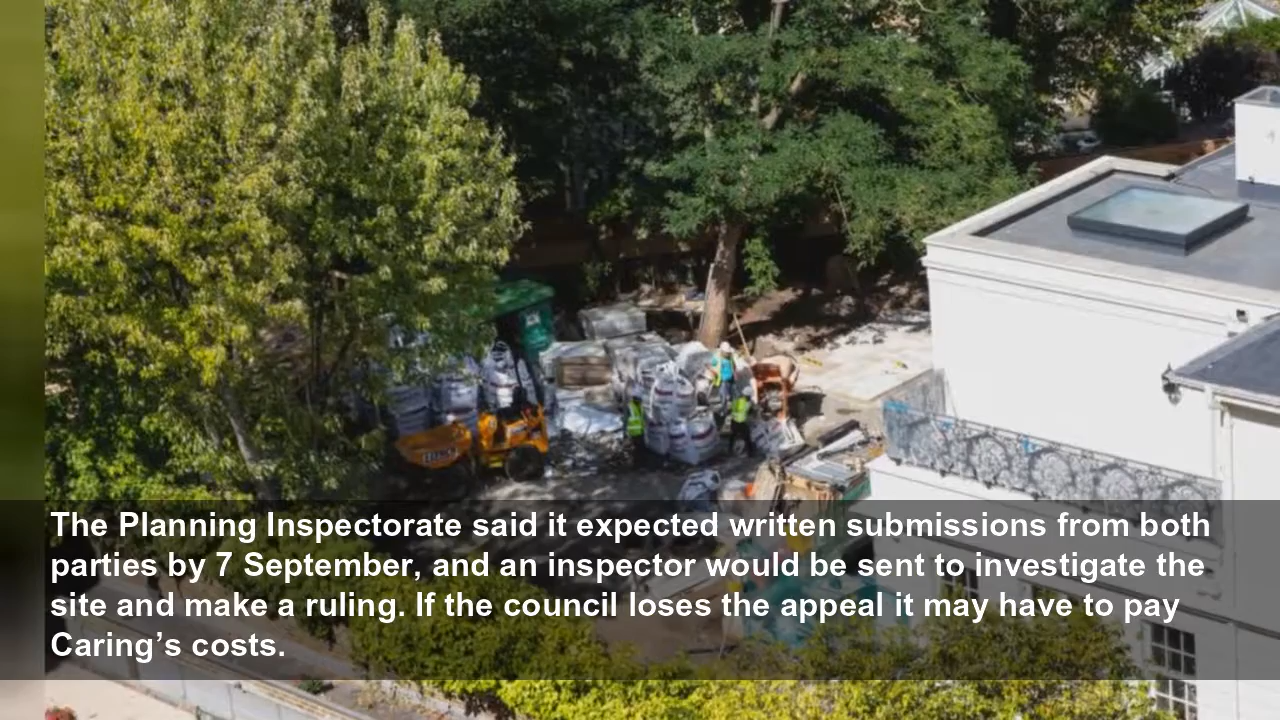 The Planning Inspectorate said it expected written submissions from both
parties by 7 September, and an inspector would be sent to investigate the
site and make a ruling. If the council loses the appeal it may have to pay
Caring’s costs.